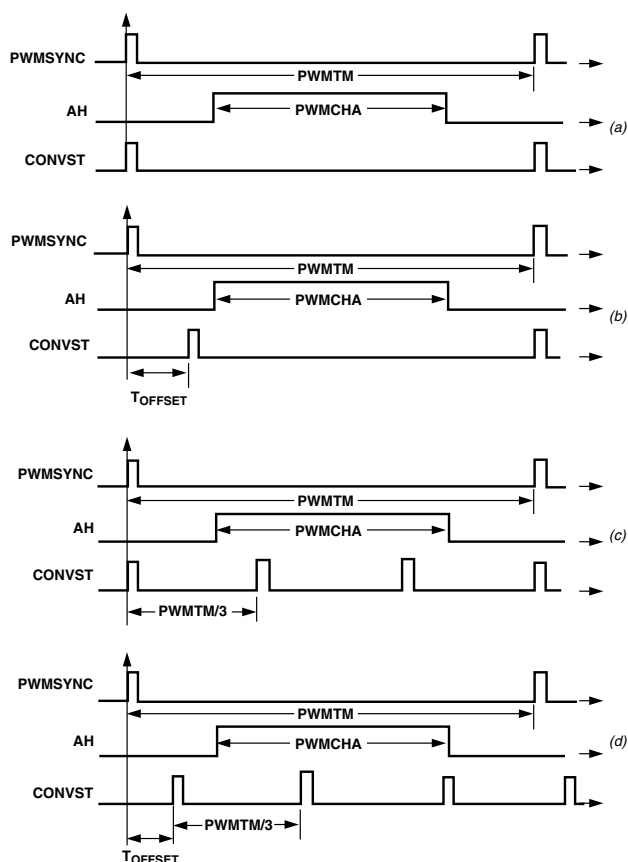 PWMSYNC
PWMTM
AH
PWMCHA
(a)
CONVST
PWMSYNC
PWMTM
AH
PWMCHA
(b)
CONVST
TOFFSET
PWMSYNC
PWMTM
AH
PWMCHA
(c)
CONVST
PWMTM/3
PWMSYNC
PWMTM
AH
PWMCHA
(d)
CONVST
PWMTM/3
TOFFSET